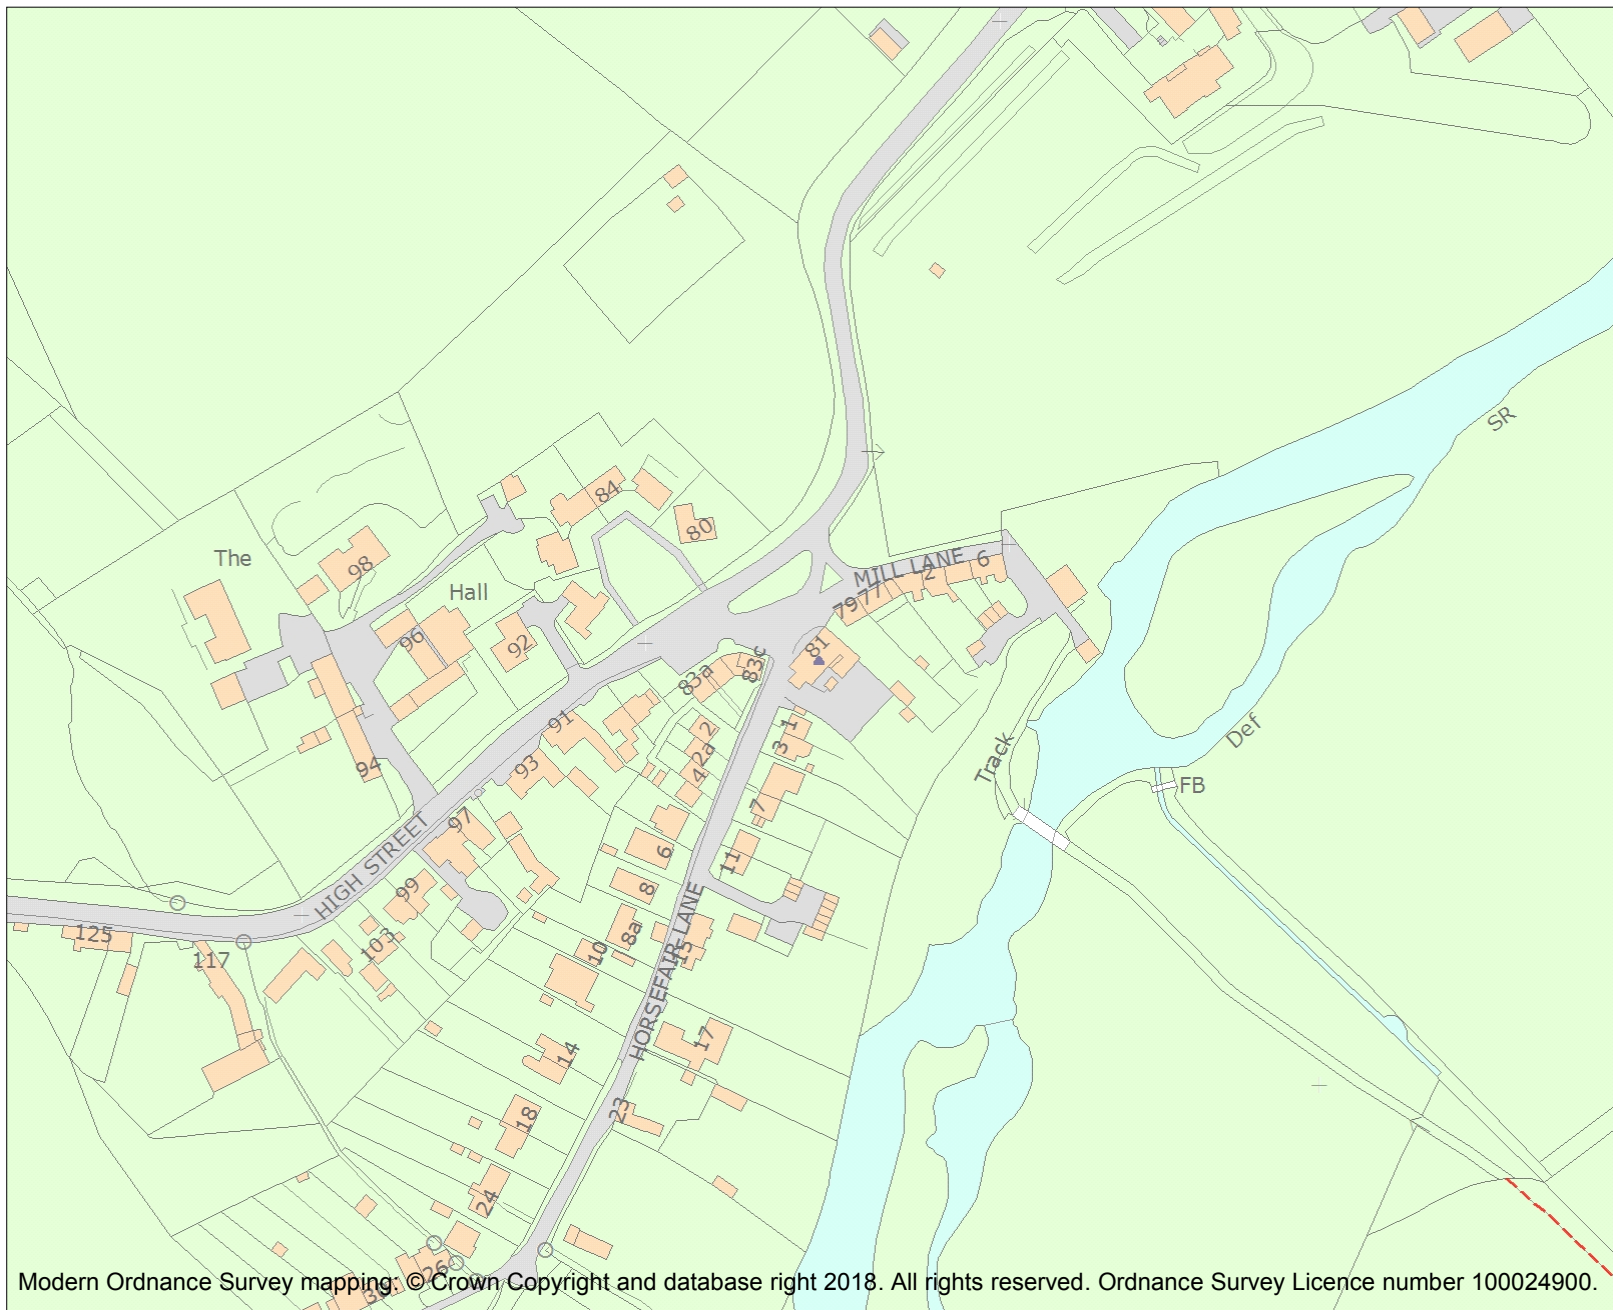 SR
84
80
The
98
MILL LANE
6
2
77
79
Hall
96
92
81
83c
83a
91
2
1
2a
3
Def
Track
94
93
4
FB
7
97
HIGH STREET
6
11
99
8
HORSEFAIR LANE
8a
125
103
117
10
15
17
14
23
18
24
26
30
Modern Ordnance Survey mapping: © Crown Copyright and database right 2018. All rights reserved. Ordnance Survey Licence number 100024900.